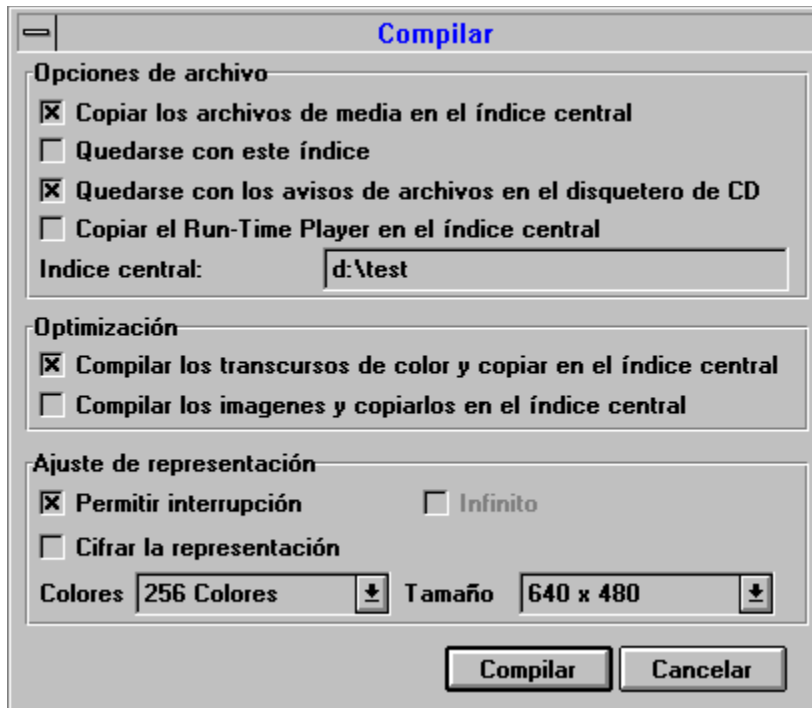 Compilar
Opciones de archivo
Copiar los archivos de media en el índice central
Quedarse con este índice
Quedarse con los avisos de archivos en el disquetero de CD
Copiar el Run-Time Player en el índice central
Indice central: d:\test
Optimización
Compilar los transcursos de color y copiar en el índice central
Compilar los imagenes y copiarlos en el índice central
Ajuste de representación
Permitir interrupción Infinito
Cifrar la representación
Colores 256 Colores Tamaño 640 x 480
Compilar Cancelar